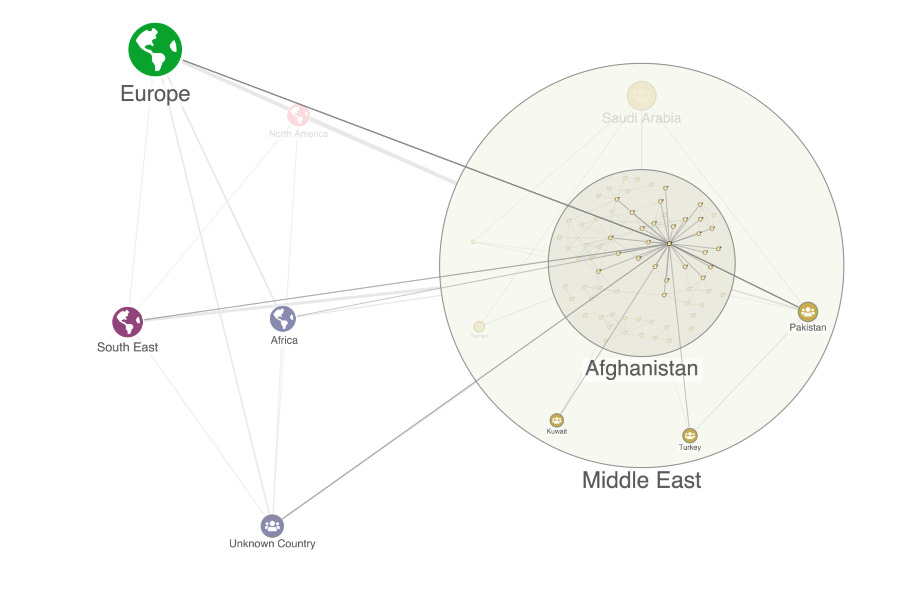 Europe
North America
Saudi Arabia
South East
Africa
Pakistan
Yemen
Afghanistan
Kuwait
Turkey
Middle East
Unknown Country